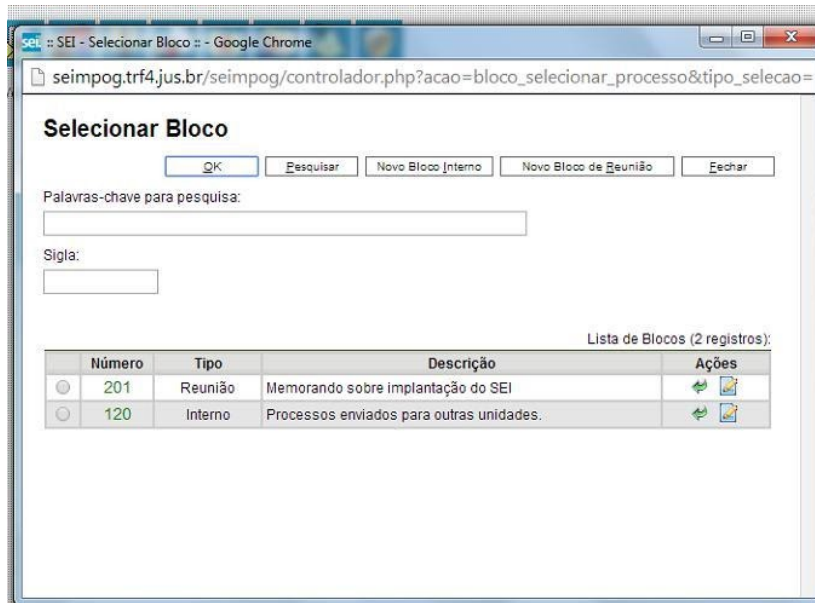 sei. :: SEI - Selecionar Bloco :: - Google Chrome
seimpog.trf4.jus.br/seimpog/controlador.php?acao=bloco_selecionar_processo&tipo_selecao=
Selecionar Bloco
OK Pesquisar Novo Bloco Interno Novo Bloco de Reunião Fechar
Palavras-chave para pesquisa:
Sigla:
Lista de Blocos (2 registros):
Número Tipo Descrição Ações
201 Reunião Memorando sobre implantação do SEI
120 Interno Processos enviados para outras unidades.